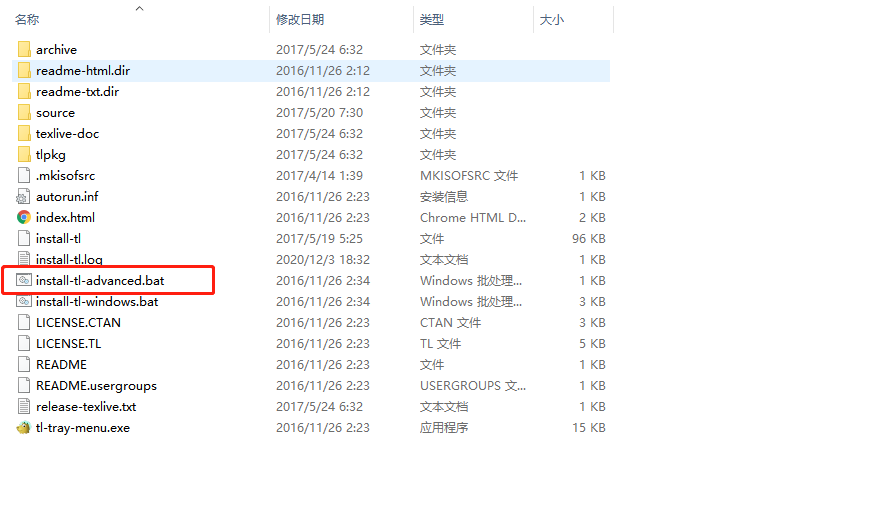 名称 修改日期 类型 大小
archive 2017/5/24 6:32 文件夹
readme-html.dir 2016/11/26 2:12 文件夹
readme-txt.dir 2016/11/26 2:12 文件夹
source 2017/5/20 7:30 文件夹
texlive-doc 2017/5/24 6:32 文件夹
tlpkg 2017/5/24 6:32 文件夹
.mkisofsrc 2017/4/14 1:39 MKISOFSRC 文件 1 KB
autorun.inf 2016/11/26 2:23 安装信息 1 KB
index.html 2016/11/26 2:23 Chrome HTML D... 2 KB
install-tl 2017/5/19 5:25 文件 96 KB
install-tl.log 2020/12/3 18:32 文本文档 1 KB
install-tl-advanced.bat 2016/11/26 2:34 Windows 批处理... 1 KB
install-tl-windows.bat 2016/11/26 2:34 Windows 批处理... 3 KB
LICENSE.CTAN 2016/11/26 2:23 CTAN 文件 3 KB
LICENSE.TL 2016/11/26 2:23 TL 文件 5 KB
README 2016/11/26 2:23 文件 1 KB
README.usergroups 2016/11/26 2:23 USERGROUPS 文... 1 KB
release-texlive.txt 2017/5/24 6:32 文本文档 1 KB
tl-tray-menu.exe 2016/11/26 2:23 应用程序 15 KB